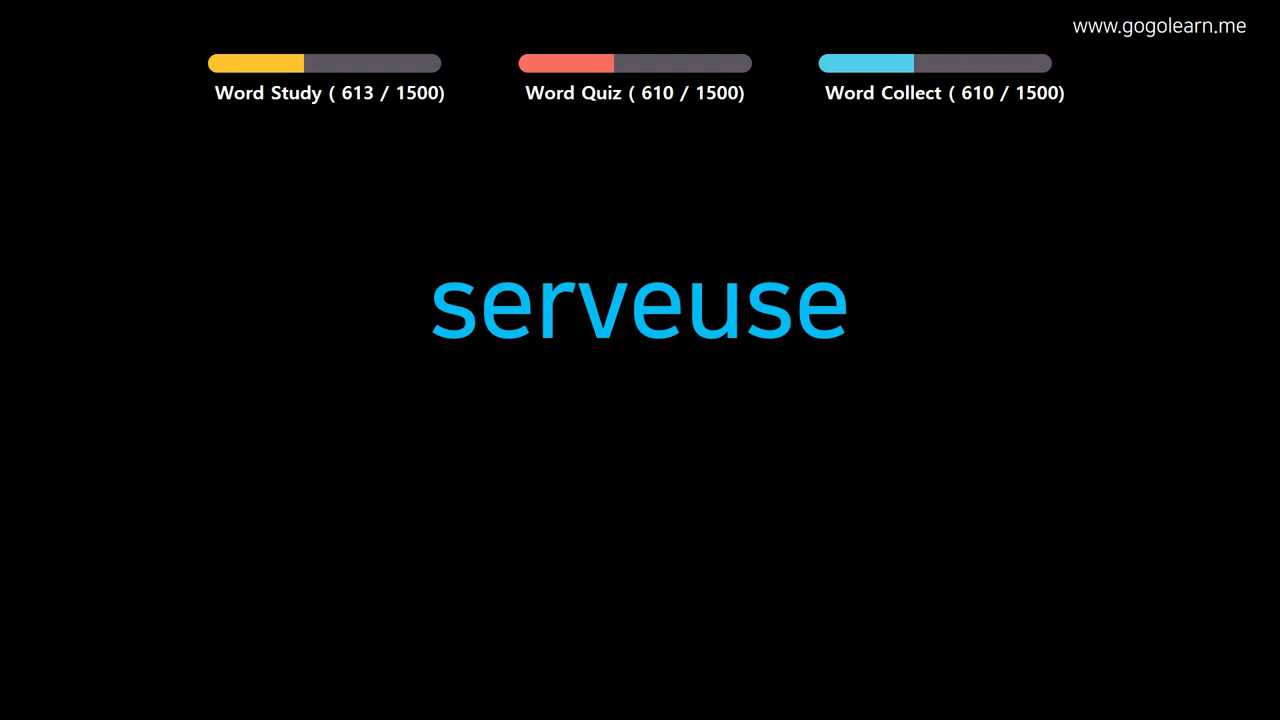 www.gogolearn.me
Word Study ( 613 / 1500)
Word Quiz ( 610 / 1500)
Word Collect ( 610 / 1500)
serveuse